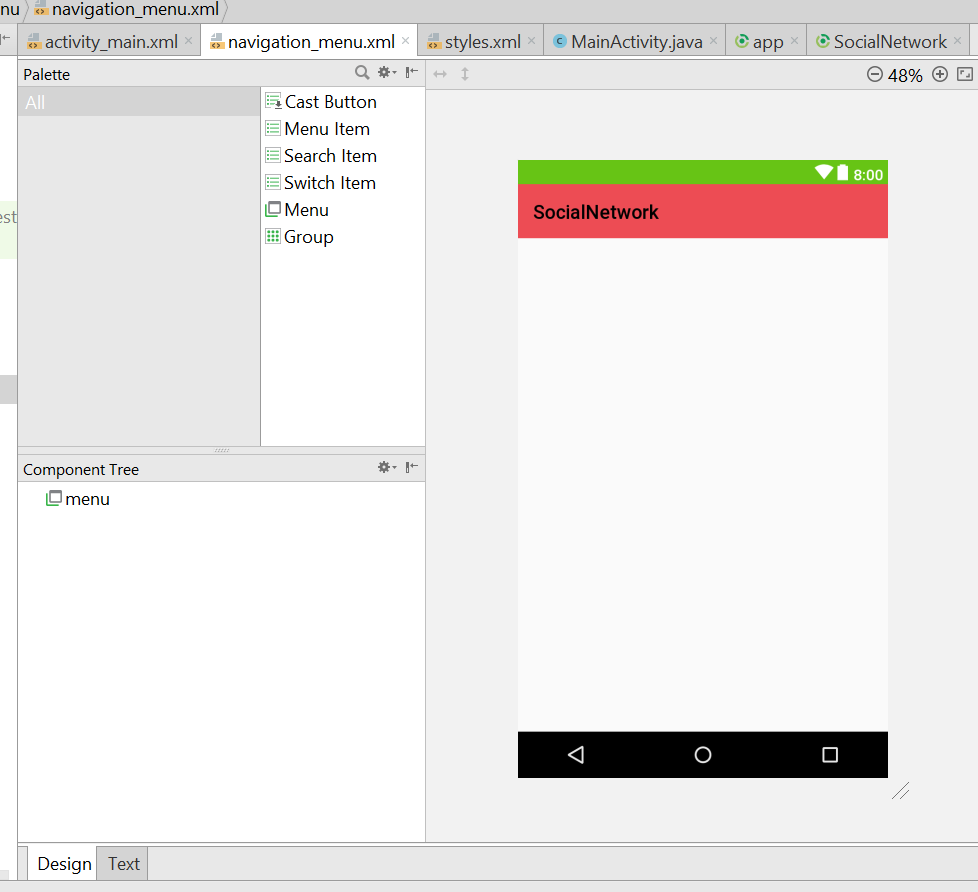 nu navigation_menu.xml
activity_main.xml navigation_menu.xml styles.xml MainActivity.java app SocialNetwork
Palette 48%
All
Cast Button
Menu Item
Search Item
Switch Item
Menu
Group
est
8:00
SocialNetwork
Component Tree
menu
Design Text